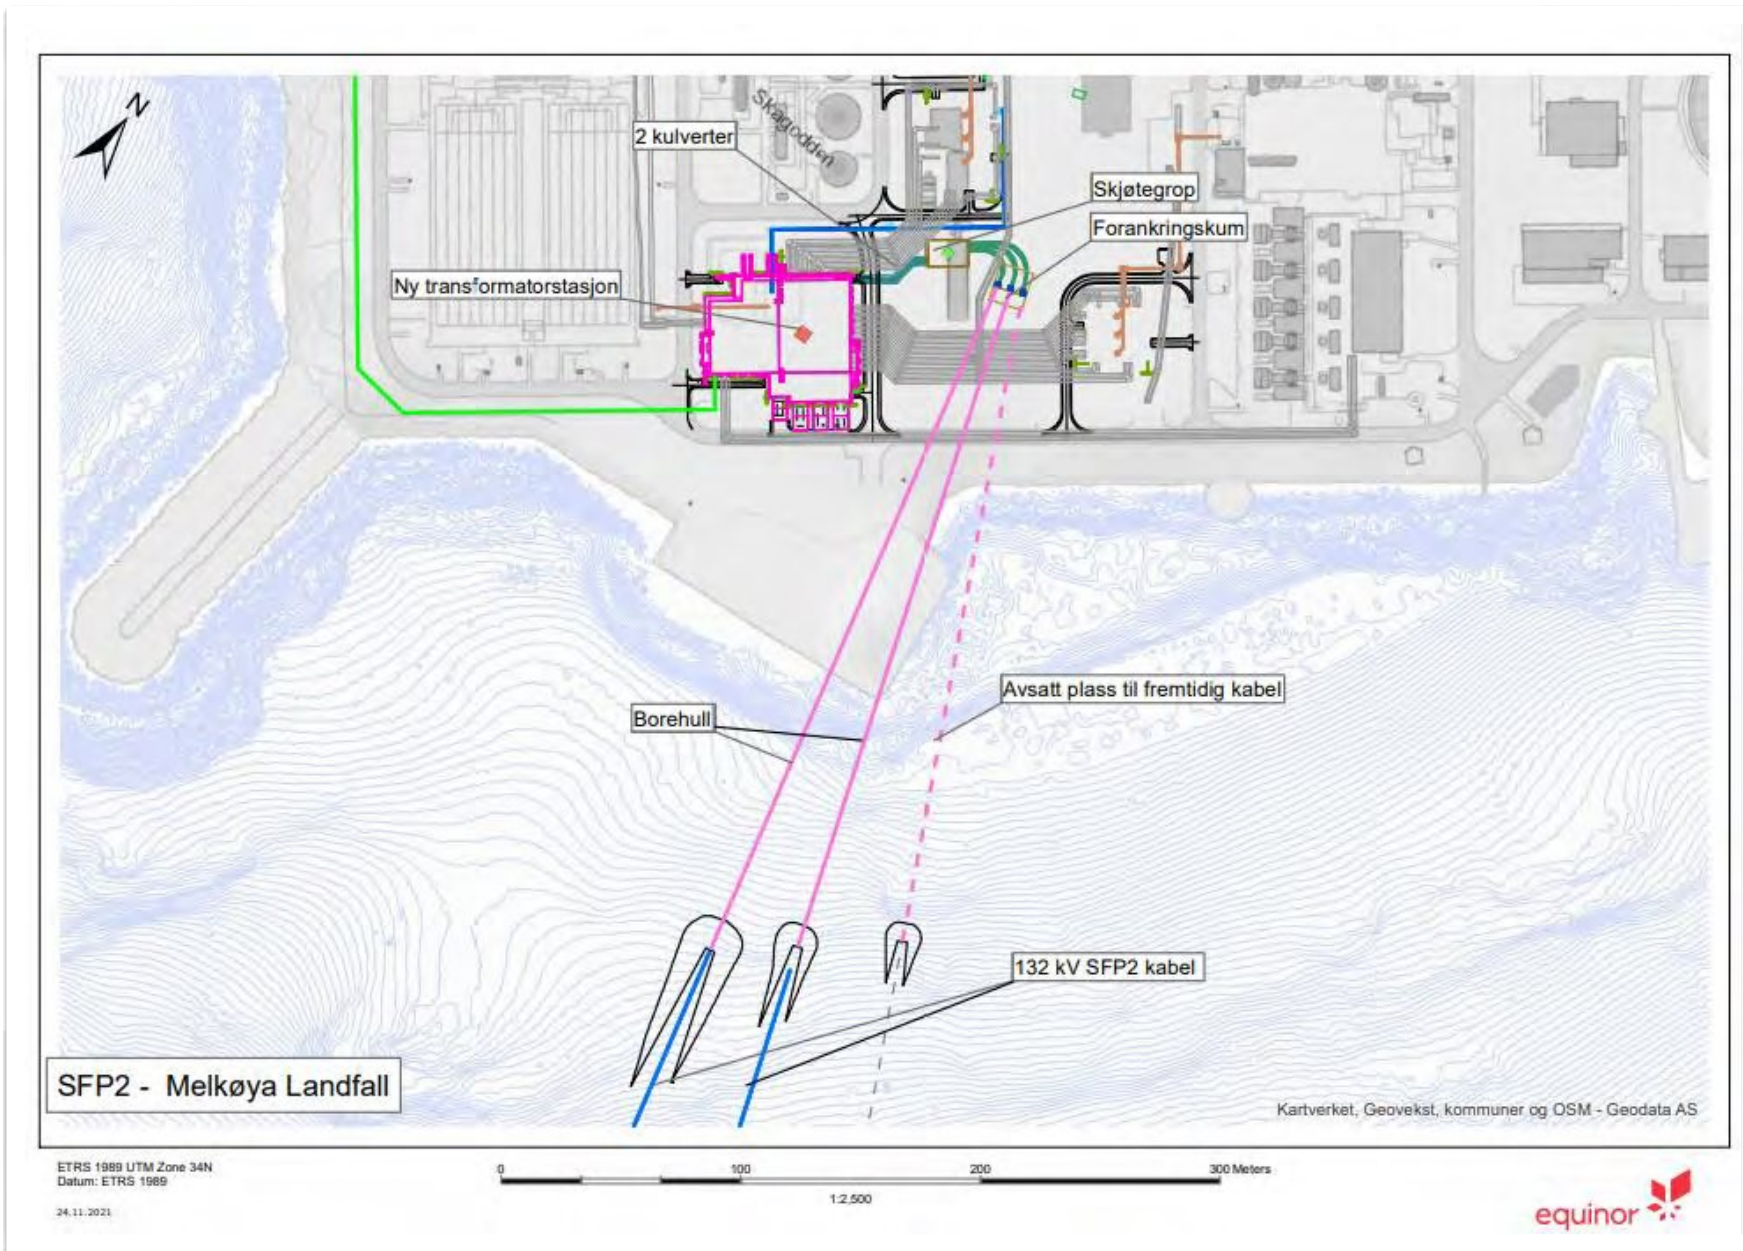 N
Skagodden
2 kulverter
Skjøtegrop
Forankringskum
Ny transformatorstasjon
Avsatt plass til fremtidig kabel
Borehull
132 kV SFP2 kabel
SFP2 - Melkøya Landfall
Kartverket, Geovekst, kommuner og OSM - Geodata AS
ETRS 1989 UTM Zone 34N
Datum: ETRS 1989
24.11.2021
0 100 200 300 Meters
1:2,500
equinor